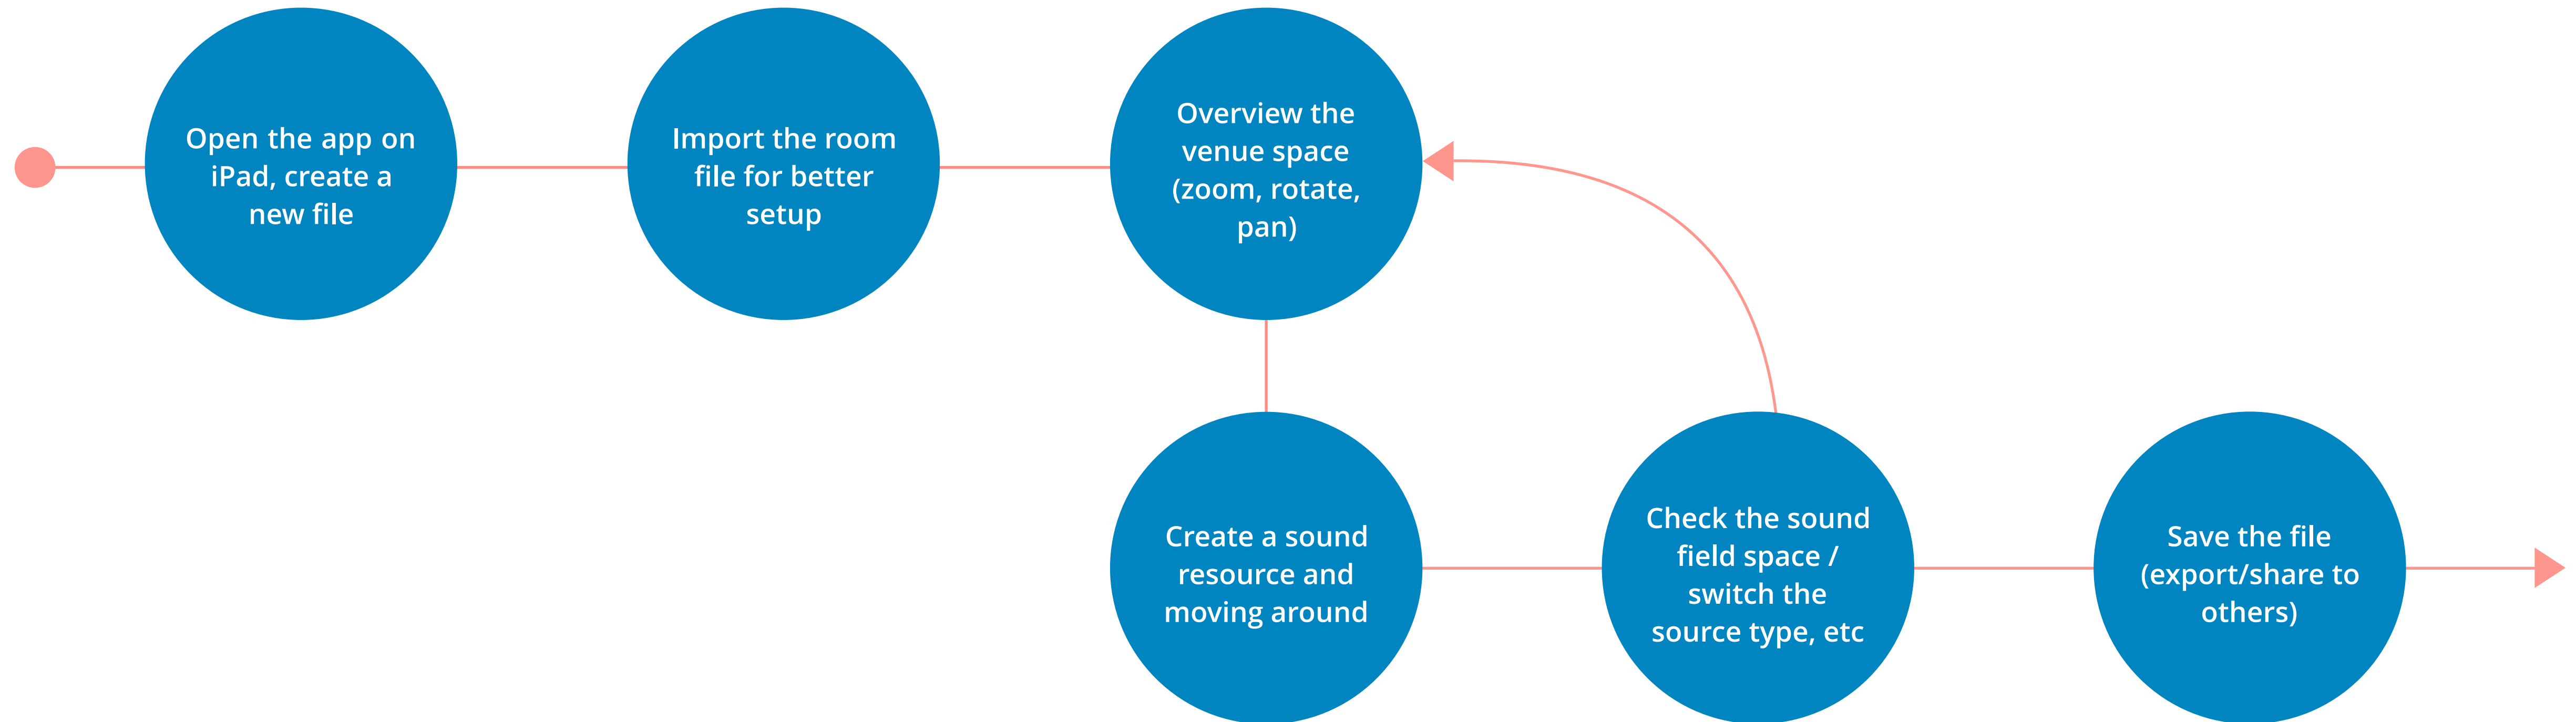 Open the app on
iPad, create a
new file
Import the room
file for better
setup
Overview the
venue space
(zoom, rotate,
pan)
Create a sound
resource and
moving around
Check the sound
field space /
switch the
source type, etc
Save the file
(export/share to
others)